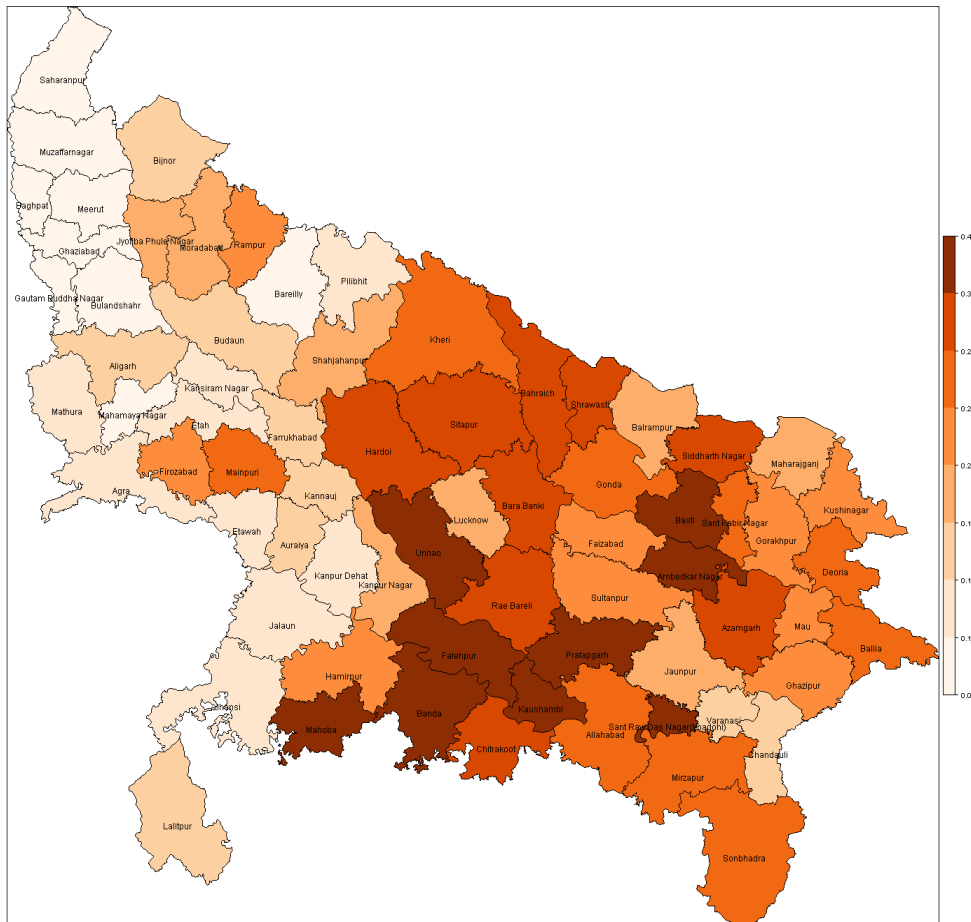 Saharanpur
Muzaffarnagar
Bijnor
Baghpat
Meerut
Jyotiba Phule Nagar
Moradabad
Rampur
Ghaziabad
Gautam Buddha Nagar
Bulandshahr
Bareilly
Pilibhit
Budaun
Kheri
Shahjahanpur
Aligarh
Mathura
Kansiram Nagar
Mahamaya Nagar
Etah
Farrukhabad
Bahraich
Shrawasti
Balrampur
Sitapur
Hardoi
Siddharth Nagar
Maharajganj
Firozabad
Mainpuri
Agra
Kannauj
Gonda
Bara Banki
Lucknow
Basti
Sant Kabir Nagar
Gorakhpur
Kushinagar
Etawah
Auraiya
Unnao
Faizabad
Kanpur Dehat
Kanpur Nagar
Ambedkar Nagar
Deoria
Sultanpur
Rae Bareli
Jalaun
Azamgarh
Mau
Ballia
Fatehpur
Pratapgarh
Jaunpur
Hamirpur
Ghazipur
Jhansi
Mahoba
Banda
Kaushambi
Chitrakoot
Allahabad
Varanasi
Chandauli
Mirzapur
Lalitpur
Sonbhadra
0.4
0.3
0.2
0.2
0.2
0.1
0.1
0.1
0.0